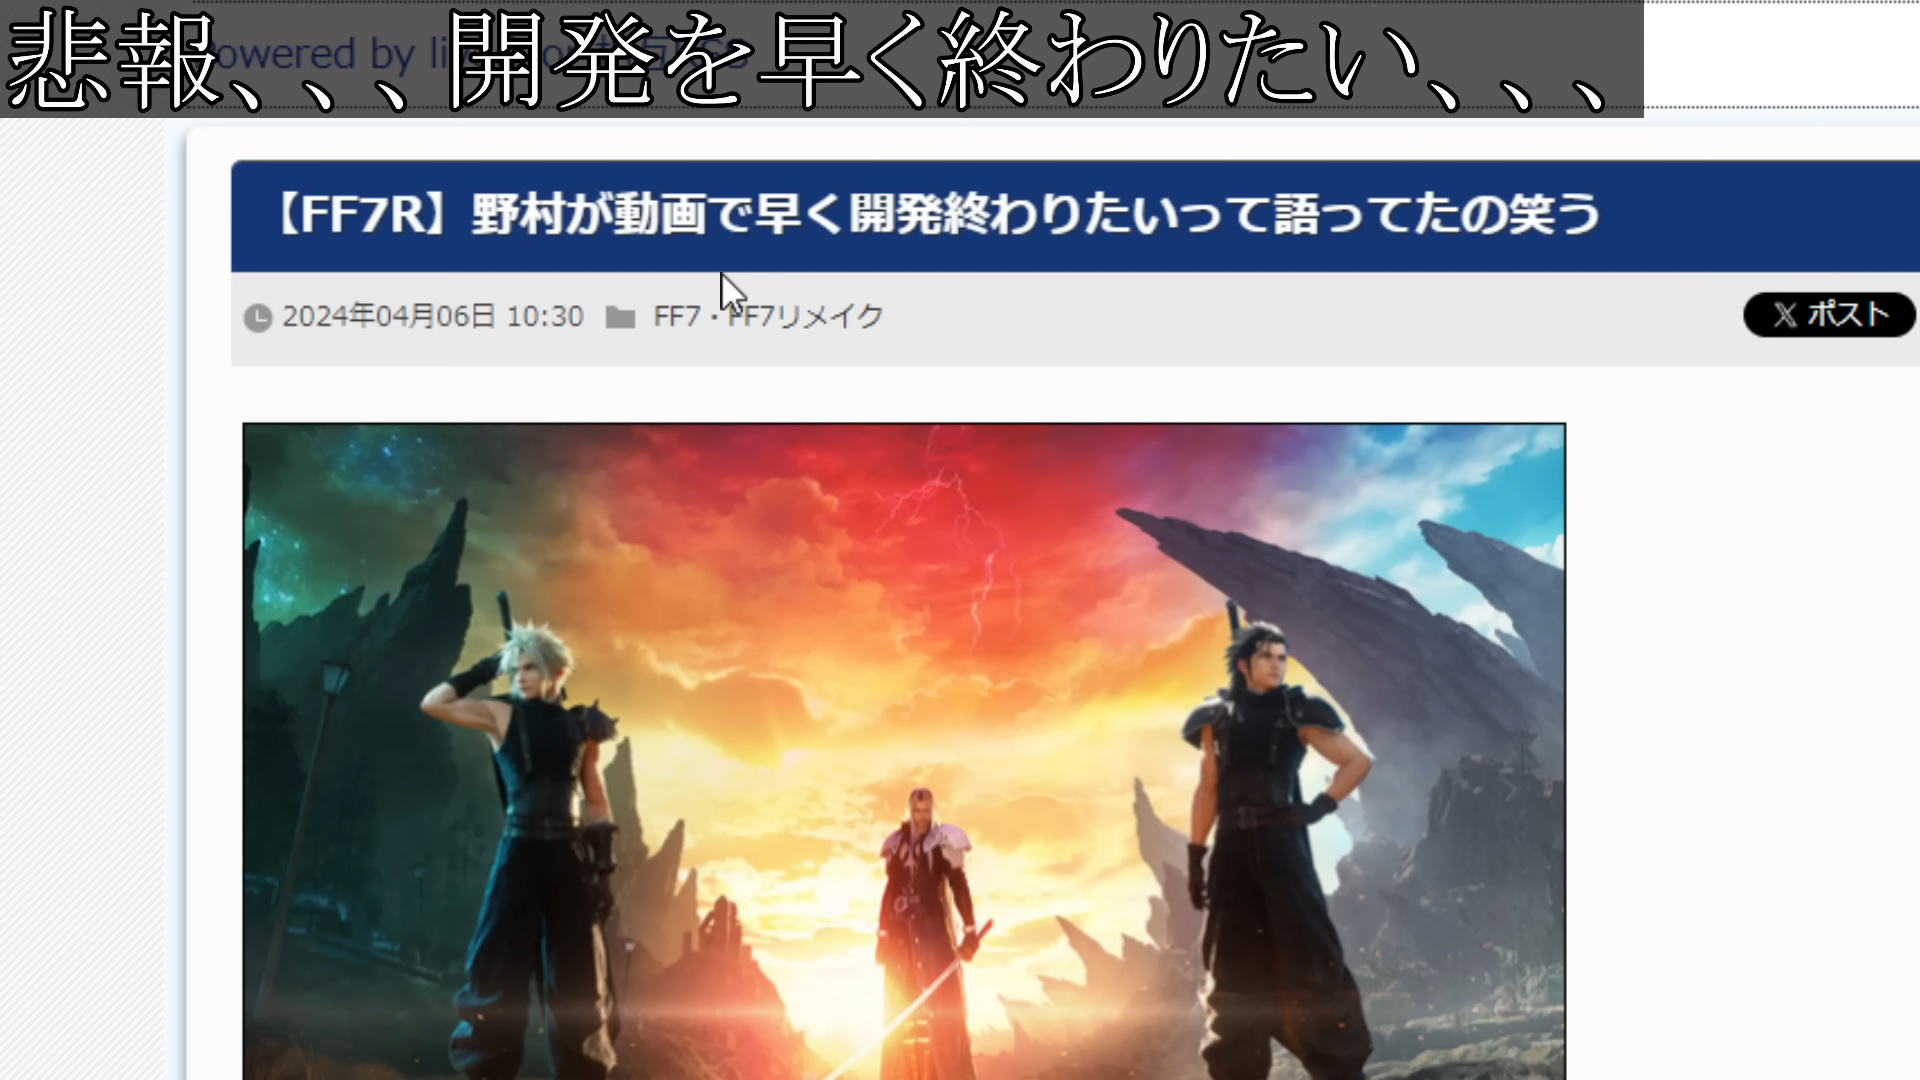 悲報、、、開発を早く終わりたい、、、
owered by li
【FF7R】野村が動画で早く開発終わりたいって語ってたの笑う
2024年04月06日 10:30 FF7・FF7リメイク
X ポスト